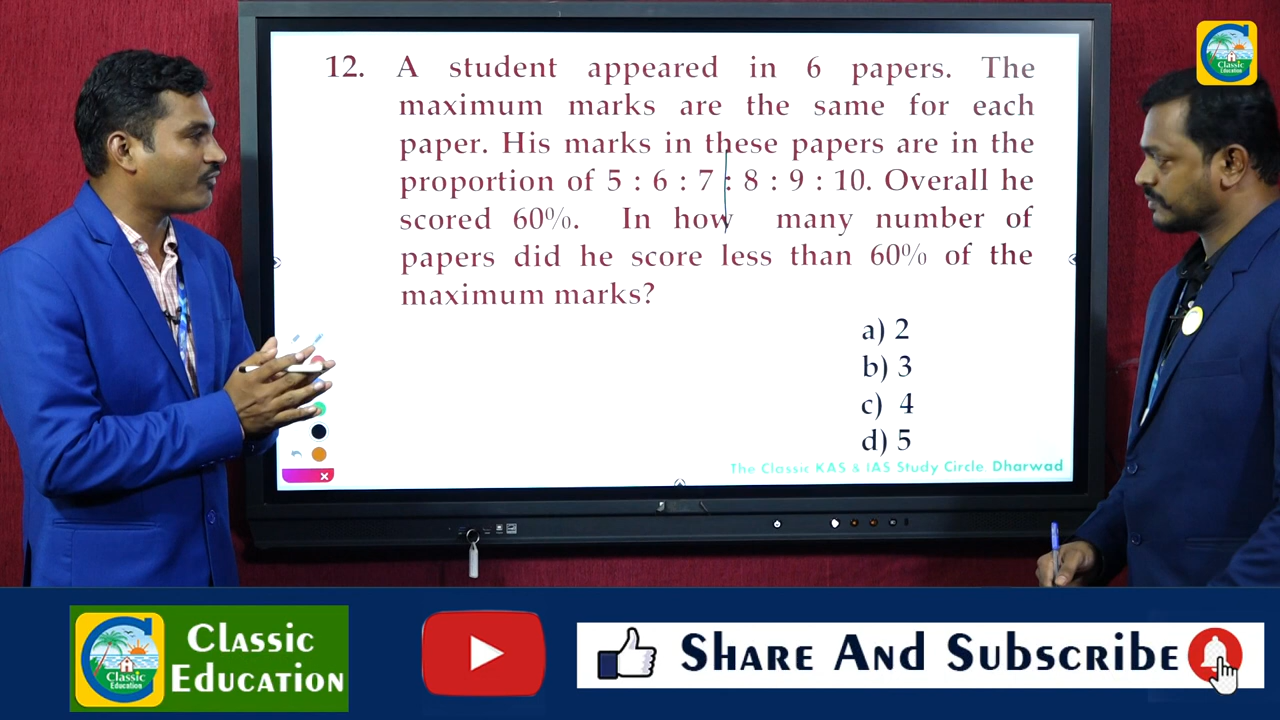 Classic
Education
12. A student appeared in 6 papers. The
maximum marks are the same for each
paper. His marks in these papers are in the
proportion of 5 : 6 : 7 : 8 : 9 : 10. Overall he
scored 60%. In how many number of
papers did he score less than 60% of the
maximum marks?
a) 2
b) 3
c) 4
d) 5
The Classic KAS & IAS Study Circle Dharwad
Classic
Education
Classic
Education
Share And Subscribe